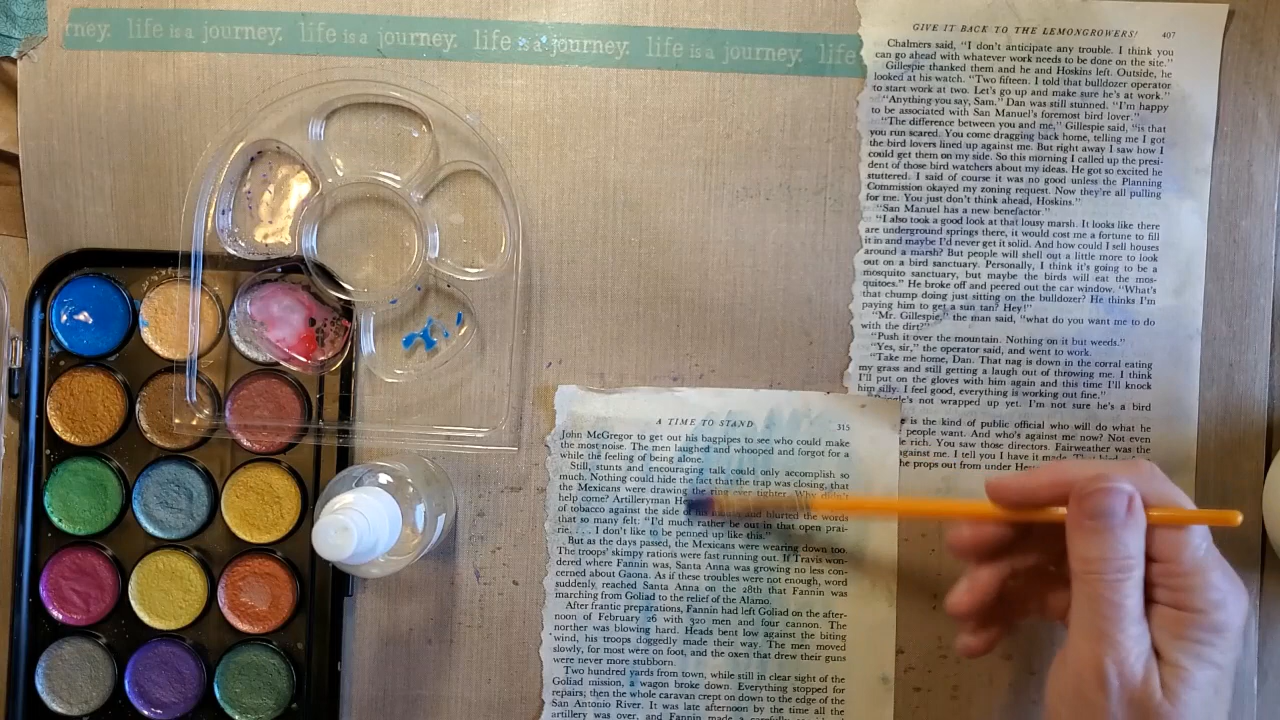 rney. life is a journey. life is a journey. life is a journey. life is a journey. life
GIVE IT BACK TO THE LEMONGROWERS! 407
Chalmers said, "I don't anticipate any trouble. I think you
can go ahead with whatever work needs to be done on the site."
Gillespie thanked them and he and Hoskins left. Outside, he
looked at his watch. "Two fifteen. I told that bulldozer operator
to start work at two. Let's go up and make sure he's at work."
"Anything you say, Sam." Dan was still stunned. "I'm happy
to be associated with San Manuel's foremost bird lover."
"The difference between you and me," Gillespie said, "is that
you run scared. You come dragging back home, telling me I got
the bird lovers lined up against me. But right away I saw how I
could get them on my side. So this morning I called up the presi-
dent of those bird watchers about my ideas. He got so excited he
stuttered. I said of course it was no good unless the Planning
Commission okayed my zoning request. Now they're all pulling
for me. You just don't think ahead, Hoskins."
"San Manuel has a new benefactor."
"I also took a good look at that lousy marsh. It looks like there
are underground springs there, it would cost me a fortune to fill
it in and maybe I'd never get it solid. And how could I sell houses
around a marsh? But people will shell out a little more to look
out on a bird sanctuary. Personally, I think it's going to be a
mosquito sanctuary, but maybe the birds will eat the mos-
quitoes." He broke off and peered out the car window. "What's
that chump doing just sitting on the bulldozer? He thinks I'm
paying him to get a sun tan? Hey!"
"Mr. Gillespie," the man said, "what do you want me to do
with the dirt?"
"Push it over the mountain. Nothing on it but weeds."
"Yes, sir," the operator said, and went to work.
"Take me home, Dan. That nag is down in the corral eating
my grass and still getting a laugh out of throwing me. I think
I'll put on the gloves with him again and this time I'll knock
him silly. I feel good, everything is working out fine."
's not wrapped up yet. I'm not sure he's a bird
e is the kind of public official who will do what he
people want. And who's against me now? Not even
e rich. You saw those directors. Fairweather was the
against me. I tell you I have it made.
he props out from under
A TIME TO STAND 315
John McGregor to get out his bagpipes to see who could make
the most noise. The men laughed and whooped and forgot for a
while the feeling of being alone.
Still, stunts and encouraging talk could only accomplish so
much. Nothing could hide the fact that the trap was closing, that
the Mexicans were drawing the ring ever tighter. Why didn't
help come? Artilleryman
of tobacco against the side of his mouth and blurted the words
that so many felt: "I'd much rather be out in that open prai-
rie. . . . I don't like to be penned up like this."
But as the days passed, the Mexicans were wearing down too.
The troops' skimpy rations were fast running out. If Travis won-
dered where Fannin was, Santa Anna was growing no less con-
cerned about Gaona. As if these troubles were not enough, word
suddenly reached Santa Anna on the 28th that Fannin was
marching from Goliad to the relief of the Alamo.
After frantic preparations, Fannin had left Goliad on the after-
noon of February 26 with 320 men and four cannon. The
norther was blowing hard. Heads bent low against the biting
wind, his troops doggedly made their way. The men moved
slowly, for most were on foot, and the oxen that drew their guns
were never more stubborn.
Two hundred yards from town, while still in clear sight of the
Goliad mission, a wagon broke down. Everything stopped for
repairs; then the whole caravan crept on down to the edge of the
San Antonio River. It was late afternoon by the time all the
artillery was over, and Fannin made a